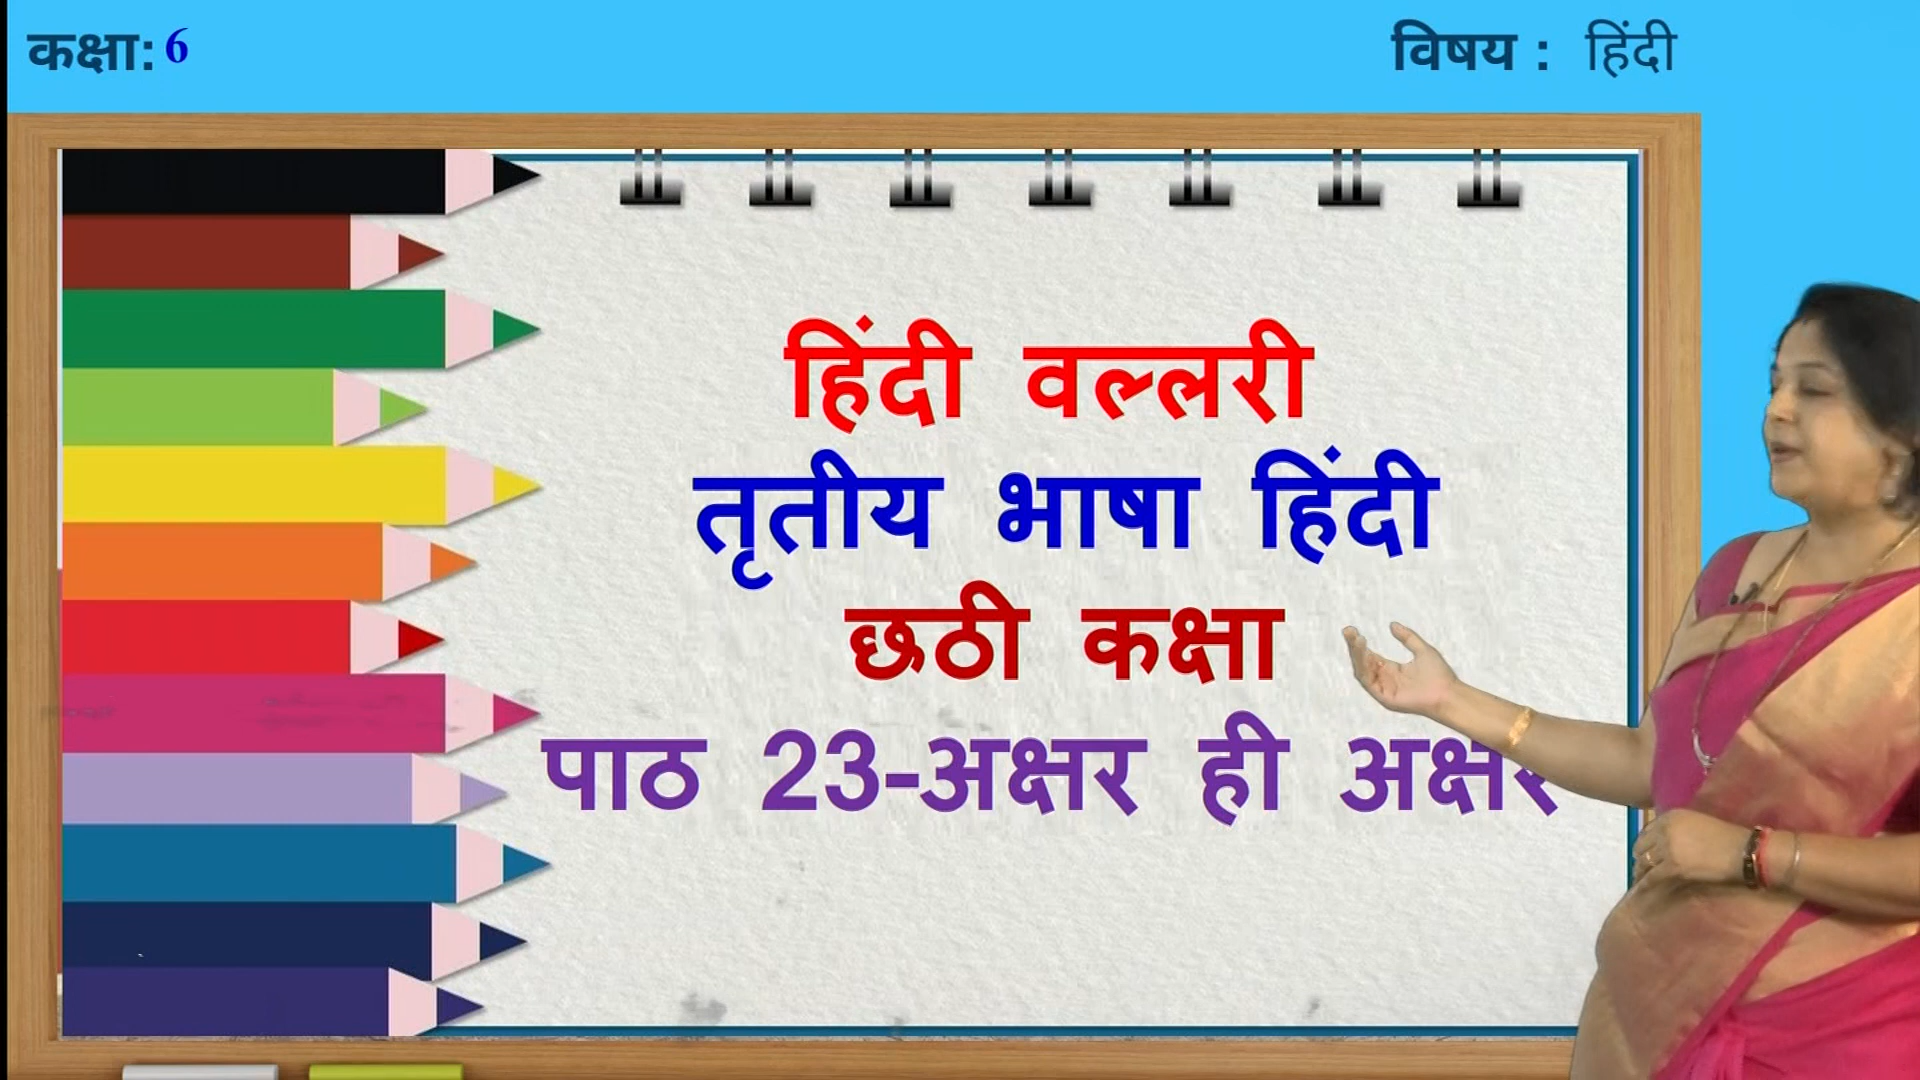 कक्षा: 6
विषय : हिंदी
हिंदी वल्लरी
तृतीय भाषा हिंदी
छठी कक्षा
पाठ 23-अक्षर ही अक्षर